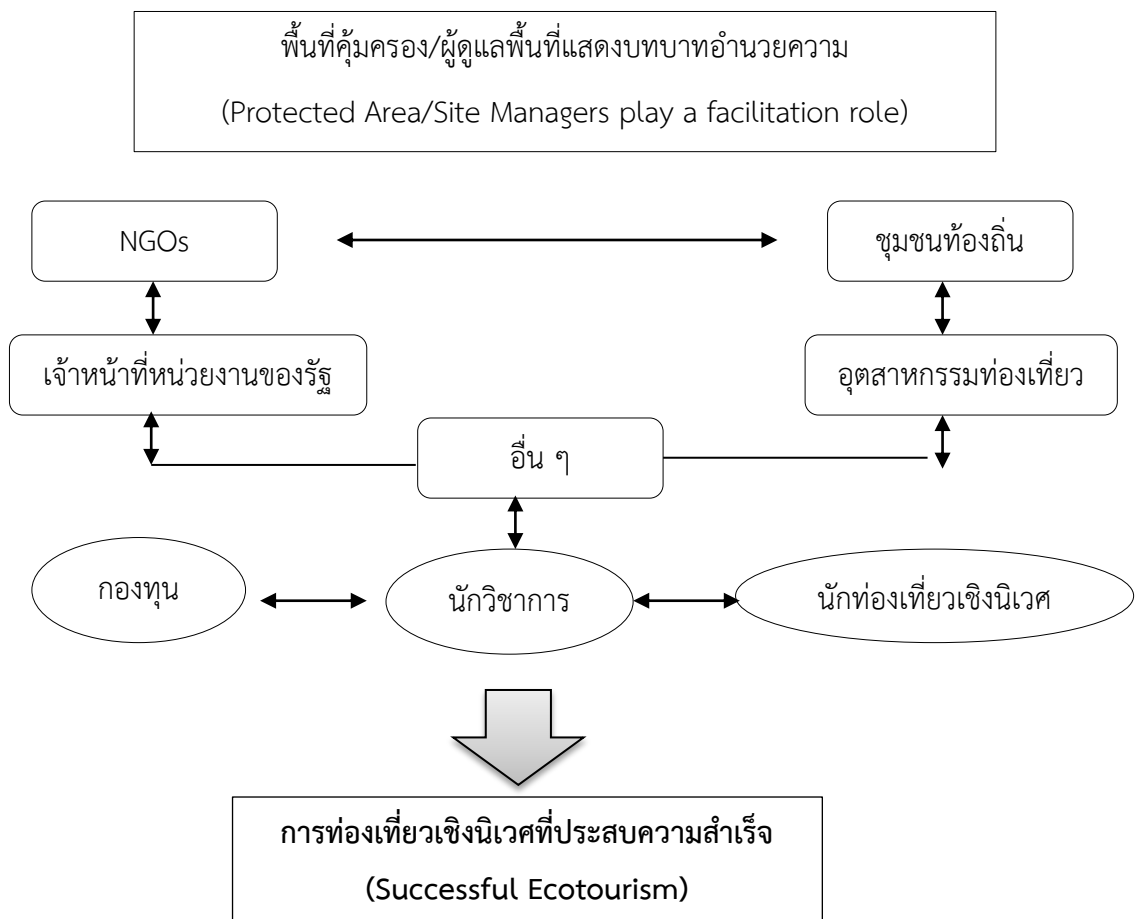 พื้นที่คุ้มครอง/ผู้ดูแลพื้นที่แสดงบทบาทอำนวยความ
(Protected Area/Site Managers play a facilitation role)
NGOs
ชุมชนท้องถิ่น
เจ้าหน้าที่หน่วยงานของรัฐ
อุตสาหกรรมท่องเที่ยว
อื่น ๆ
กองทุน
นักวิชาการ
นักท่องเที่ยวเชิงนิเวศ
การท่องเที่ยวเชิงนิเวศที่ประสบความสำเร็จ
(Successful Ecotourism)